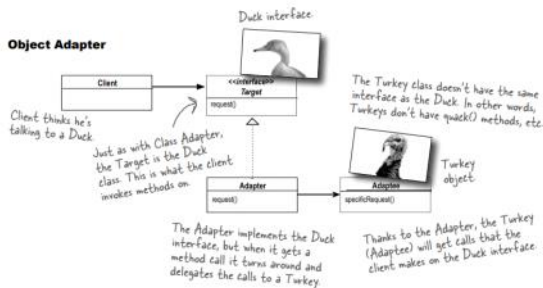 Duck interface.
Object Adapter
Client
<<interface>>
Target
request()
Client thinks he's
talking to a Duck.
Just as with Class Adapter,
the Target is the Duck
class. This is what the client
invokes methods on.
The Turkey class doesn't have the same
interface as the Duck. In other words,
Turkeys don't have quack() methods, etc.
Turkey
object
Adapter
request()
Adaptee
specificRequest()
The Adapter implements the Duck
interface, but when it gets a
method call it turns around and
delegates the calls to a Turkey.
Thanks to the Adapter, the Turkey
(Adaptee) will get calls that the
client makes on the Duck interface.